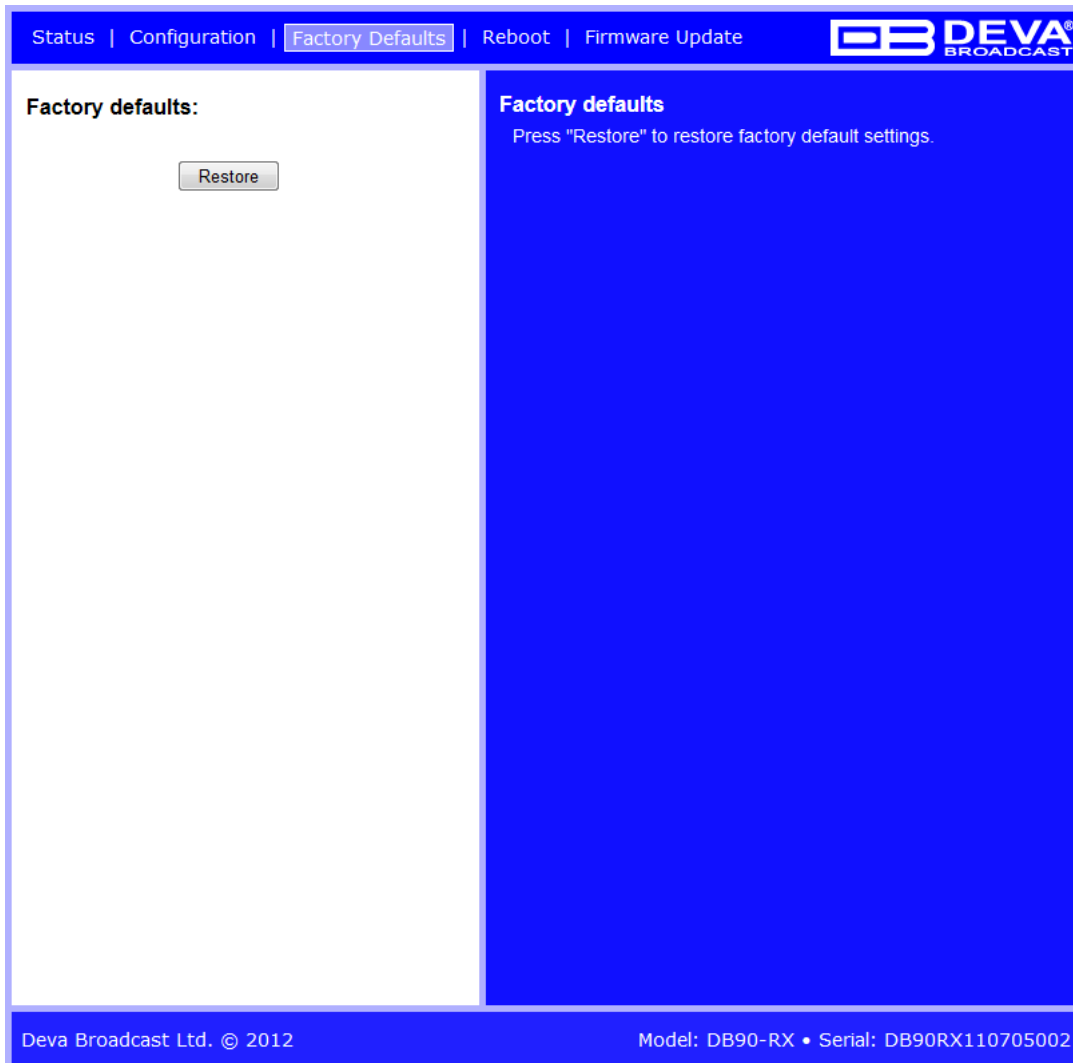 Status | Configuration | Factory Defaults | Reboot | Firmware Update
DB DEVA®
BROADCAST
Factory defaults:
Restore
Factory defaults
Press "Restore" to restore factory default settings.
Deva Broadcast Ltd. © 2012
Model: DB90-RX • Serial: DB90RX110705002